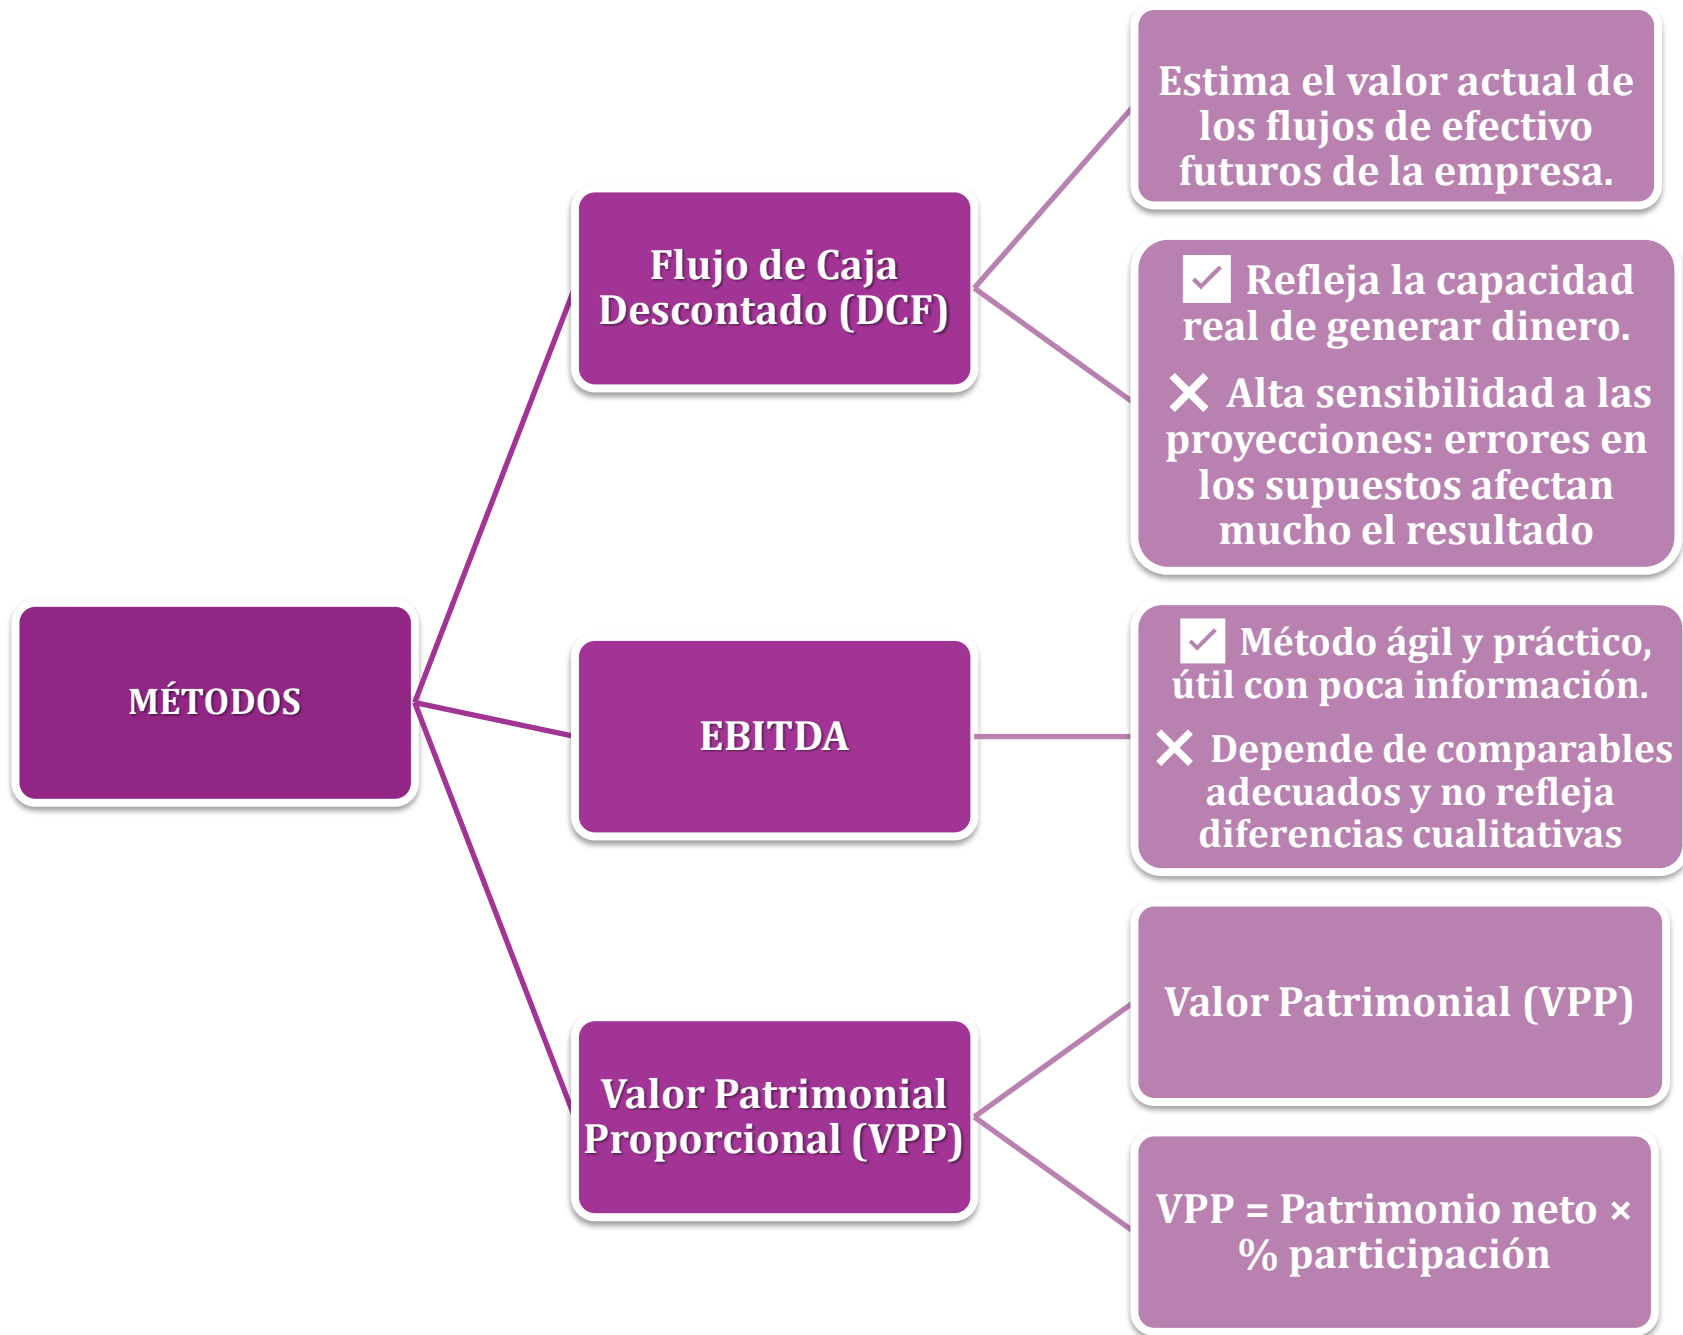 MÉTODOS
Flujo de Caja
Descontado (DCF)
Estima el valor actual de
los flujos de efectivo
futuros de la empresa.
✓ Refleja la capacidad
real de generar dinero.
✕ Alta sensibilidad a las
proyecciones: errores en
los supuestos afectan
mucho el resultado
EBITDA
✓ Método ágil y práctico,
útil con poca información.
✕ Depende de comparables
adecuados y no refleja
diferencias cualitativas
Valor Patrimonial
Proporcional (VPP)
Valor Patrimonial (VPP)
VPP = Patrimonio neto ×
% participación